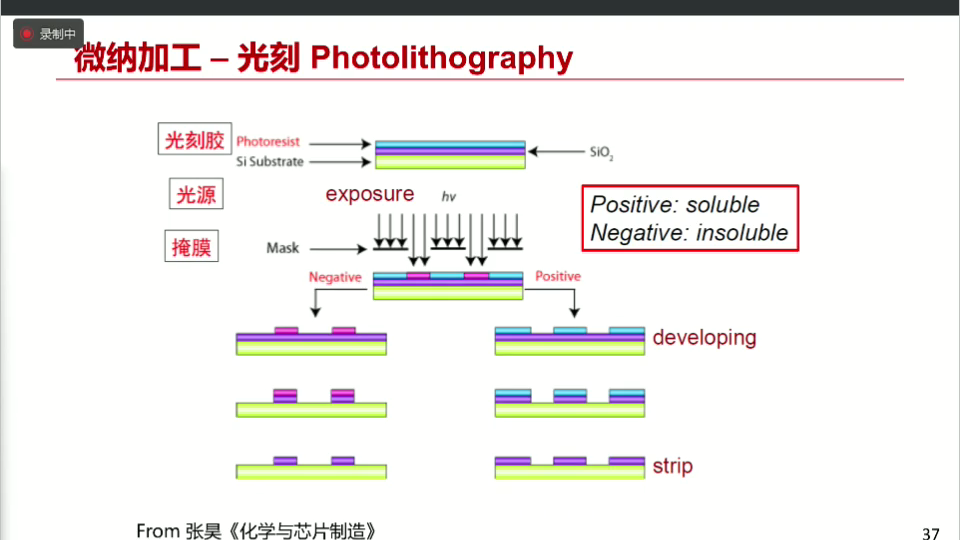 录制中
微纳加工 – 光刻 Photolithography
光刻胶
Photoresist
Si Substrate
SiO2
光源
exposure
hv
Positive: soluble
Negative: insoluble
掩膜
Mask
Negative
Positive
developing
strip
From 张昊《化学与芯片制造》
37